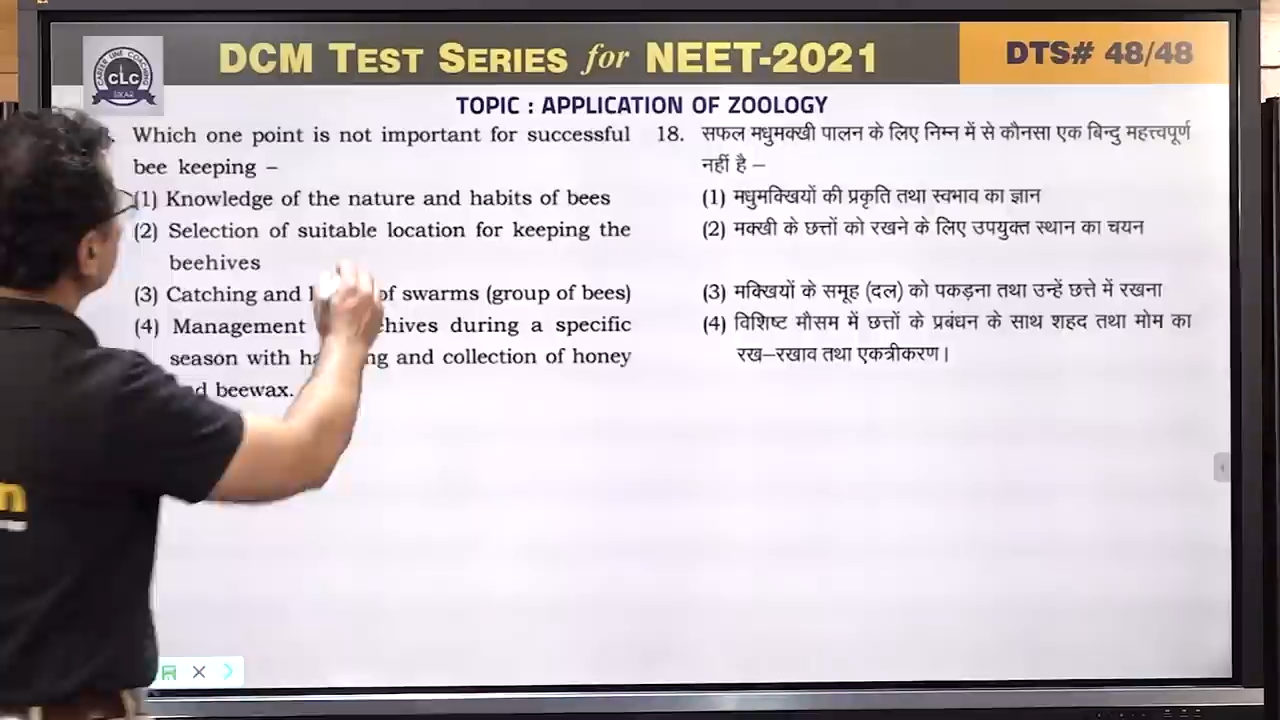 CAREER LINE COACHING
CLC
SIKAR
DCM TEST SERIES for NEET-2021
DTS# 48/48
TOPIC : APPLICATION OF ZOOLOGY
Which one point is not important for successful
bee keeping –
(1) Knowledge of the nature and habits of bees
(2) Selection of suitable location for keeping the
beehives
(3) Catching and of swarms (group of bees)
(4) Management during a specific
season with and collection of honey
beewax.
18. सफल मधुमक्खी पालन के लिए निम्न में से कौनसा एक बिन्दु महत्त्वपूर्ण
नहीं है –
(1) मधुमक्खियों की प्रकृति तथा स्वभाव का ज्ञान
(2) मक्खी के छत्तों को रखने के लिए उपयुक्त स्थान का चयन
(3) मक्खियों के समूह (दल) को पकड़ना तथा उन्हें छत्ते में रखना
(4) विशिष्ट मौसम में छत्तों के प्रबंधन के साथ शहद तथा मोम का
रख–रखाव तथा एकत्रीकरण।